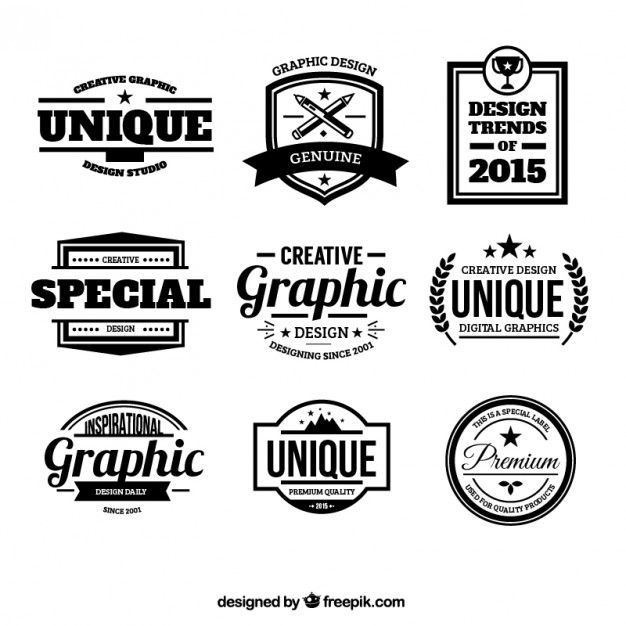 CREATIVE GRAPHIC
UNIQUE
DESIGN STUDIO
GRAPHIC DESIGN
GENUINE
DESIGN
TRENDS
OF
2015
CREATIVE
SPECIAL
DESIGN
CREATIVE
Graphic
DESIGN
DESIGNING SINCE 2001
CREATIVE DESIGN
UNIQUE
DIGITAL GRAPHICS
INSPIRATIONAL
Graphic
DESIGN DAILY
SINCE 2001
UNIQUE
PREMIUM QUALITY
2015
THIS IS A SPECIAL LABEL
Premium
USED FOR QUALITY PRODUCTS
designed by freepik.com